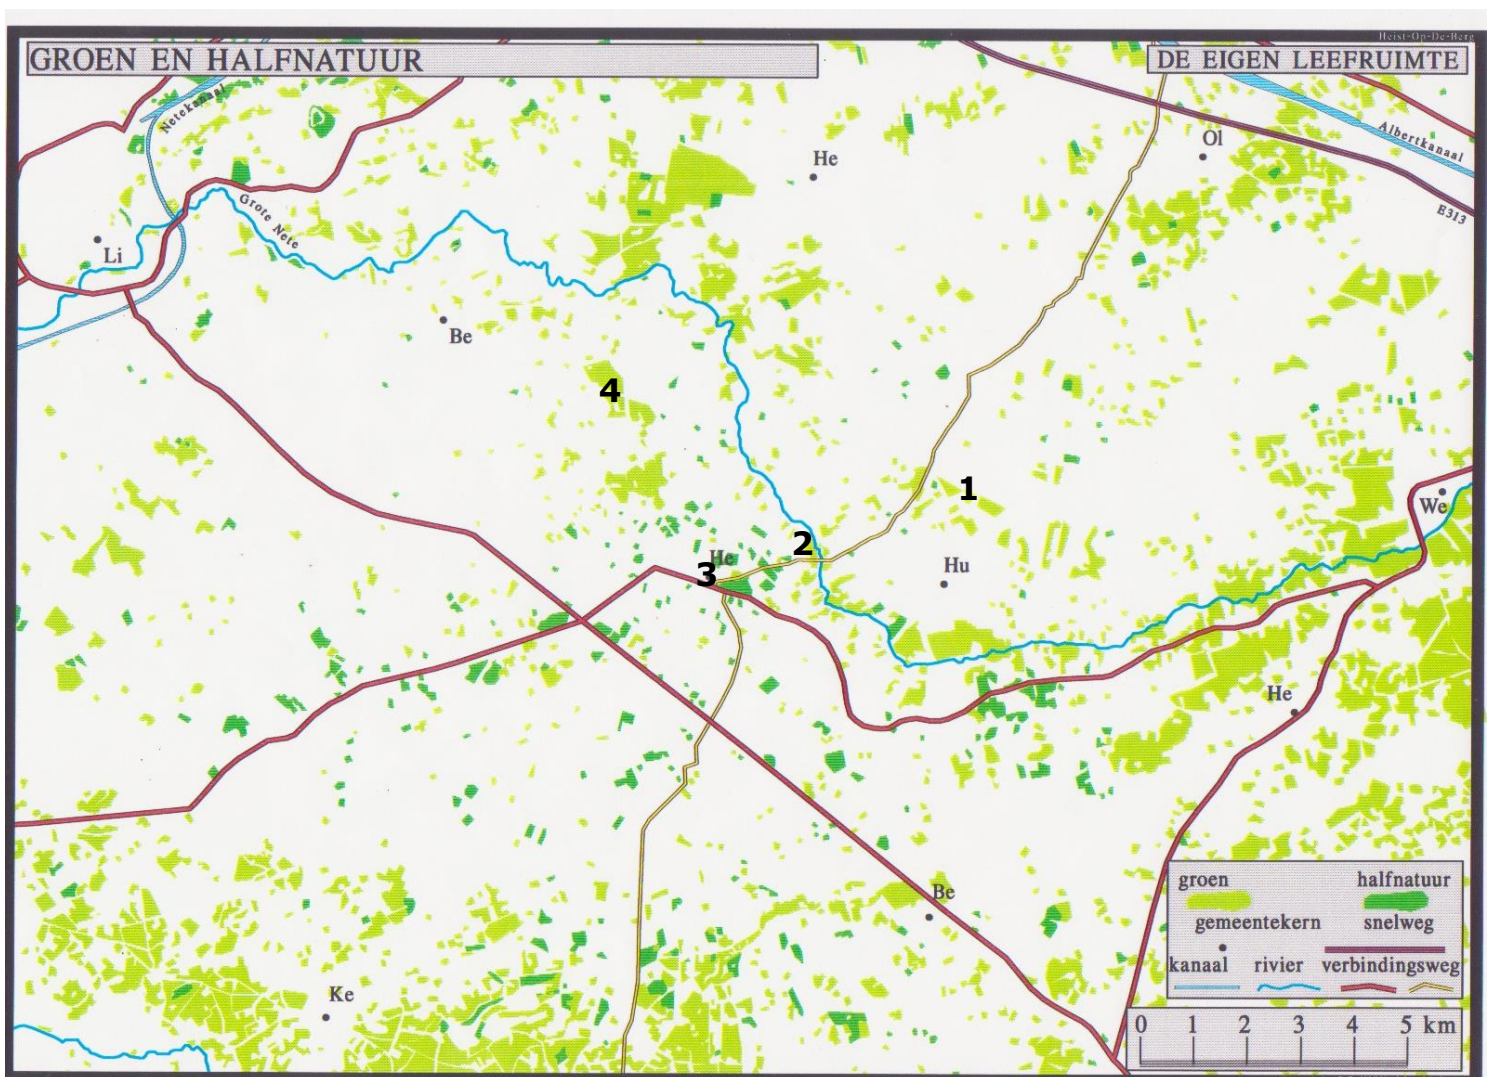 Heist-Op-De-Berg
GROEN EN HALFNATUUR
DE EIGEN LEEFRUIMTE
Netekanaal
Albertkanaal
Ol
He
E313
Grote Nete
Li
Be
4
1
We
2
He
3
Hu
He
Be
Ke
groen
halfnatuur
gemeentekern
snelweg
kanaal
rivier
verbindingsweg
0 1 2 3 4 5 km